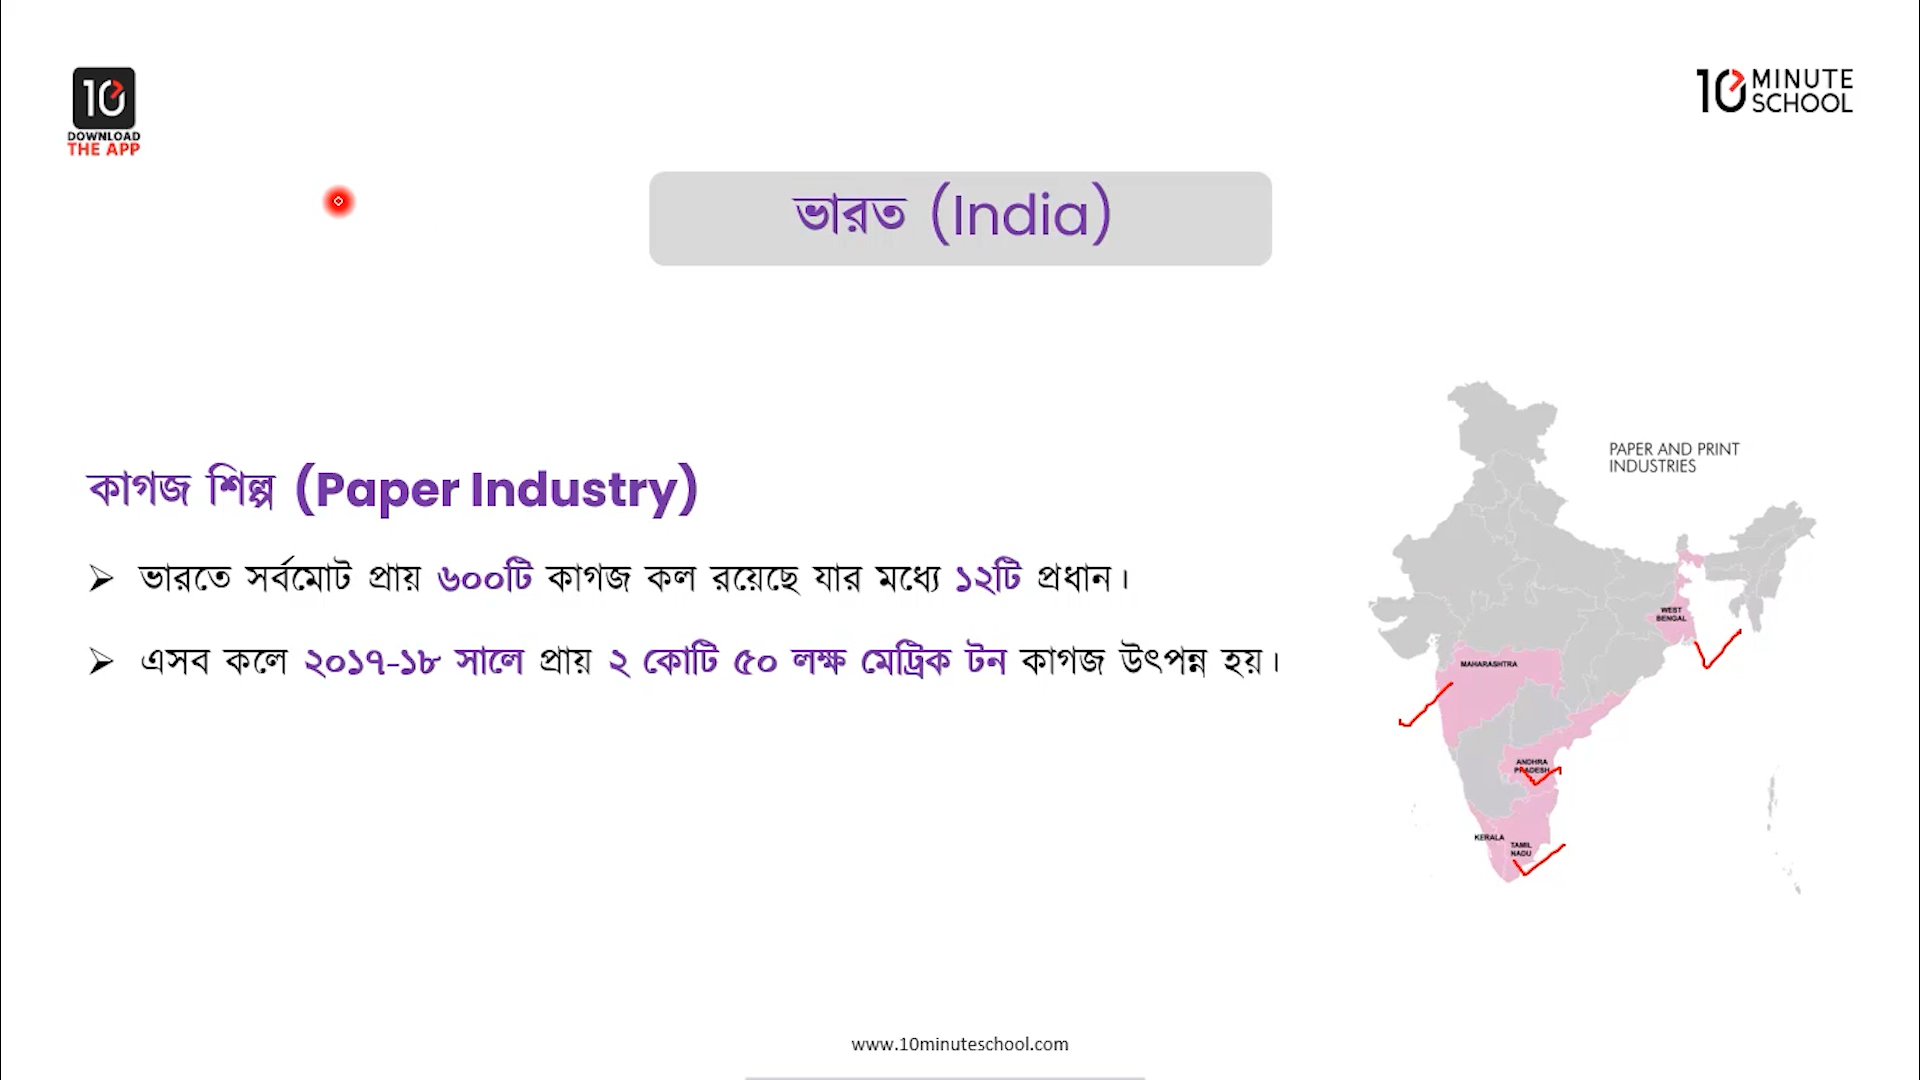 10
DOWNLOAD
THE APP
10 MINUTE
SCHOOL
ভারত (India)
PAPER AND PRINT
INDUSTRIES
কাগজ শিল্প (Paper Industry)
ভারতে সর্বমোট প্রায় ৬০০টি কাগজ কল রয়েছে যার মধ্যে ১২টি প্রধান।
এসব কলে ২০১৭-১৮ সালে প্রায় ২ কোটি ৫০ লক্ষ মেট্রিক টন কাগজ উৎপন্ন হয়।
WEST
BENGAL
MAHARASHTRA
ANDHRA
PRADESH
KERALA
TAMIL
NADU
www.10minuteschool.com